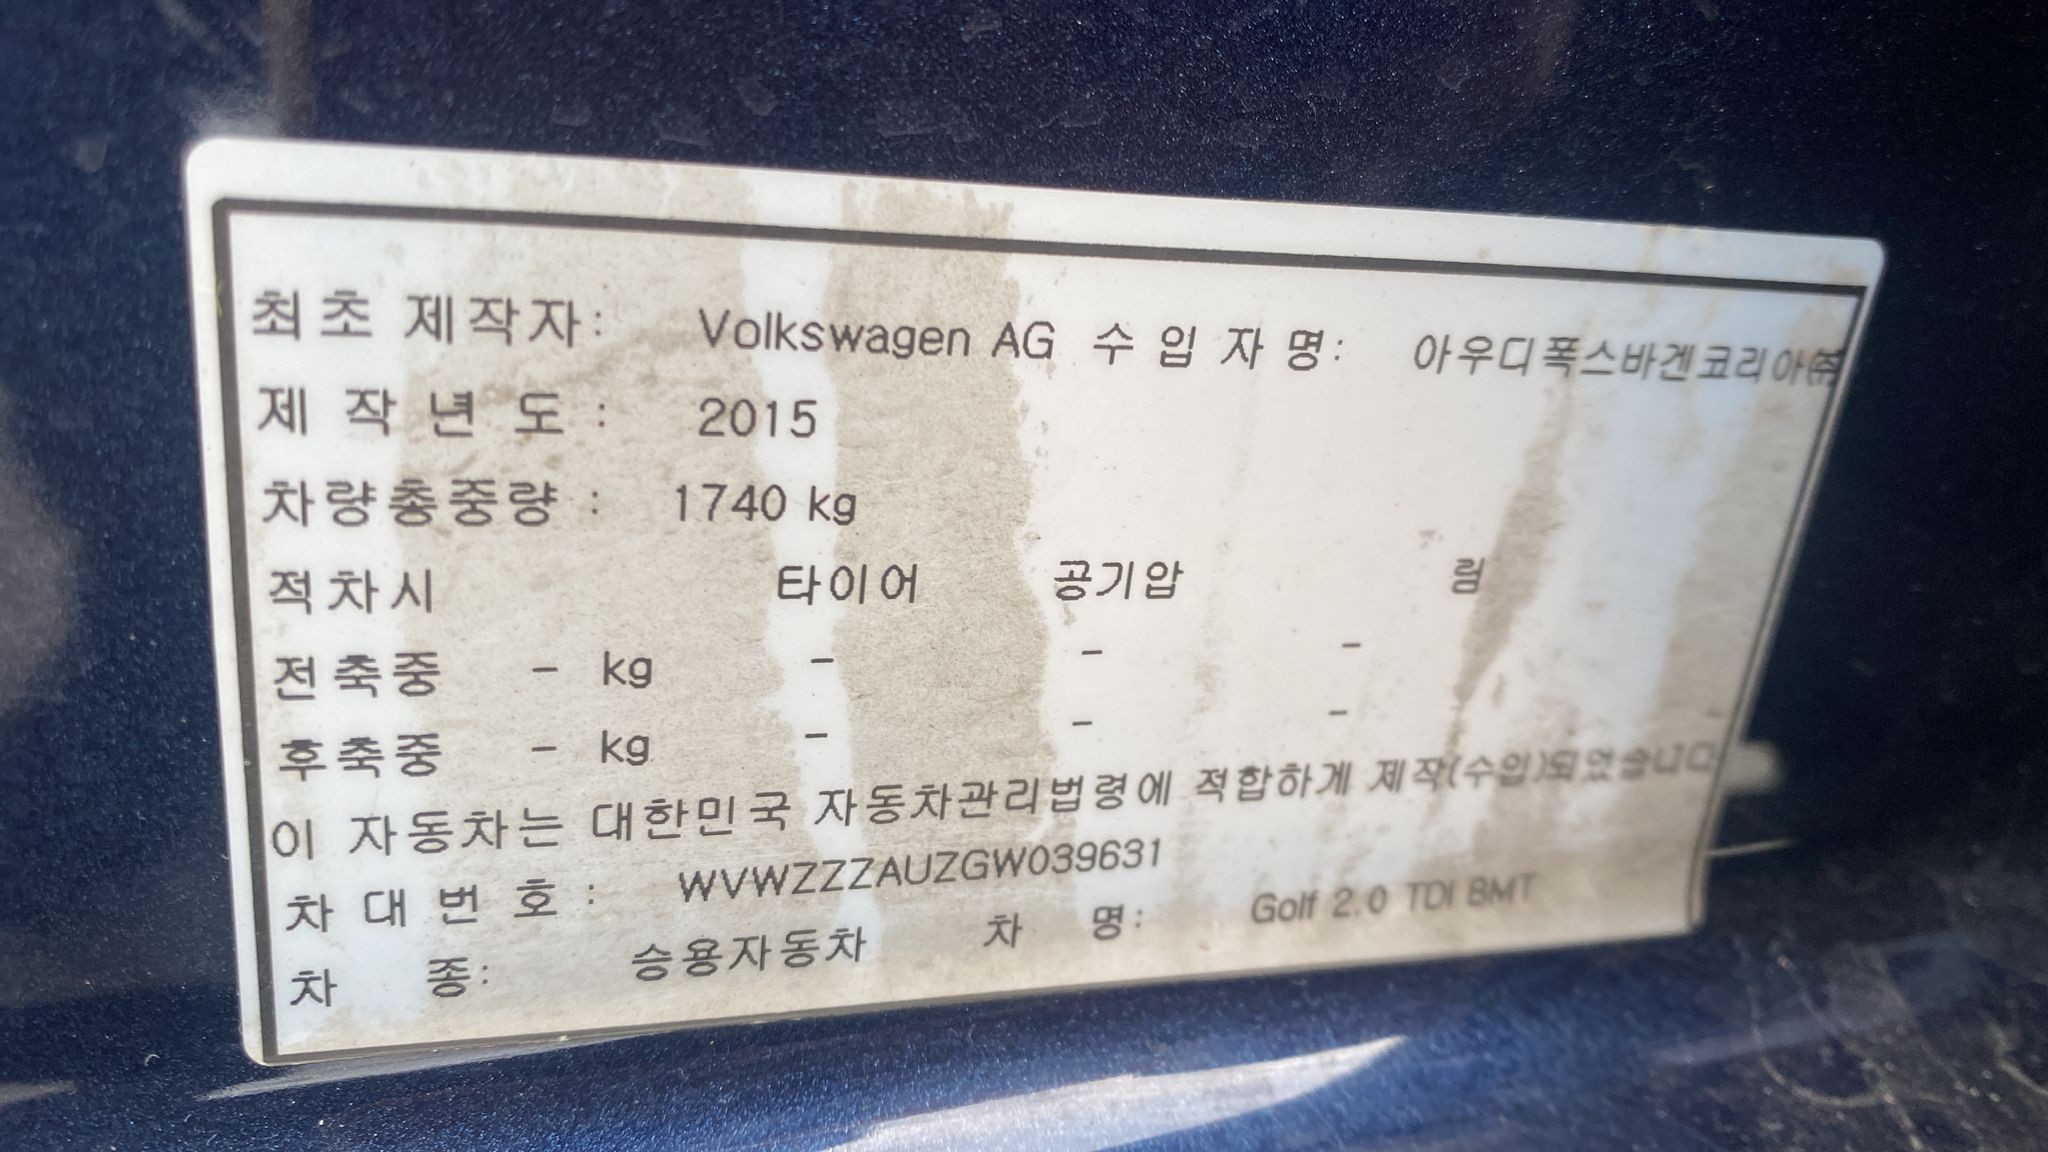 최초 제작자: Volkswagen AG 수입자명: 아우디폭스바겐코리아㈜
제작년도: 2015
차량총중량: 1740 kg
적차시 타이어 공기압 림
전축중 - kg - - -
후축중 - kg - - -
이 자동차는 대한민국 자동차관리법령에 적합하게 제작(수입)되었습니다
차대번호: WVWZZZAUZGW039631
차 종: 승용자동차 차 명: Golf 2.0 TDI BMT